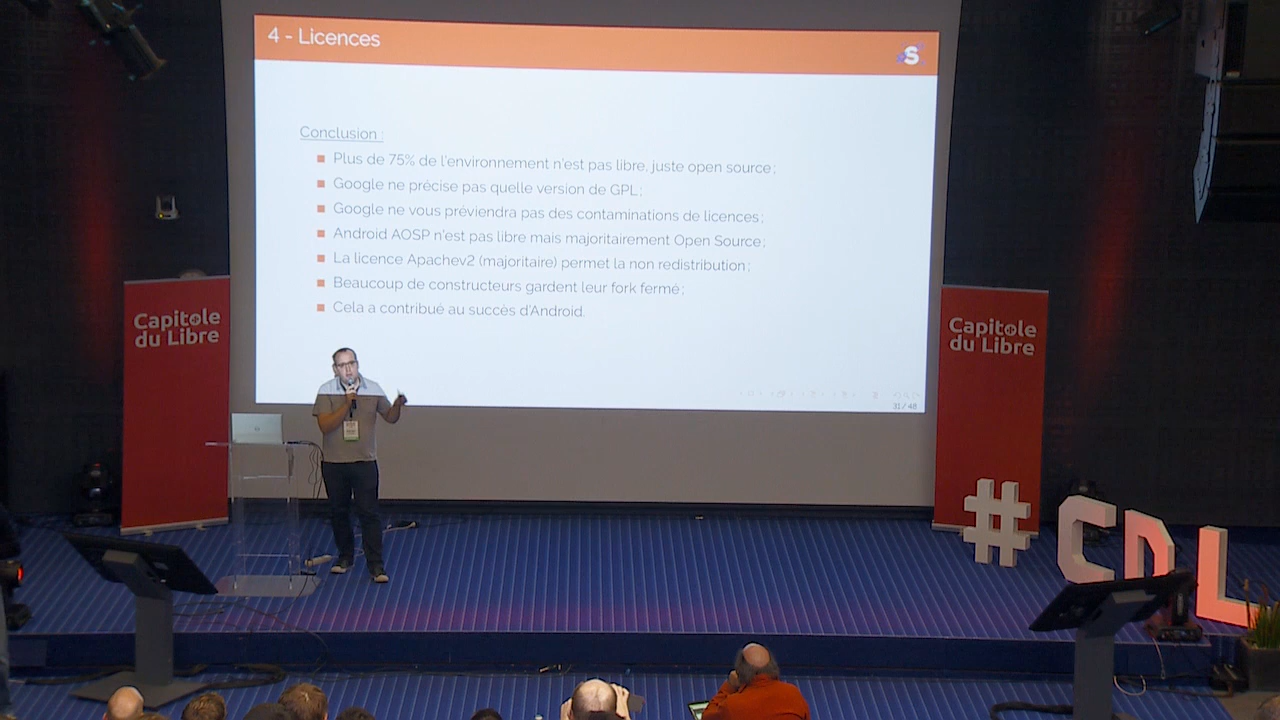 4 - Licences
S
Conclusion :
Plus de 75% de l'environnement n'est pas libre, juste open source ;
Google ne précise pas quelle version de GPL ;
Google ne vous préviendra pas des contaminations de licences ;
Android AOSP n'est pas libre mais majoritairement Open Source ;
La licence Apachev2 (majoritaire) permet la non redistribution ;
Beaucoup de constructeurs gardent leur fork fermé ;
Cela a contribué au succès d'Android.
31 / 48
Capitole
du Libre
Capitole
du Libre
#CDL